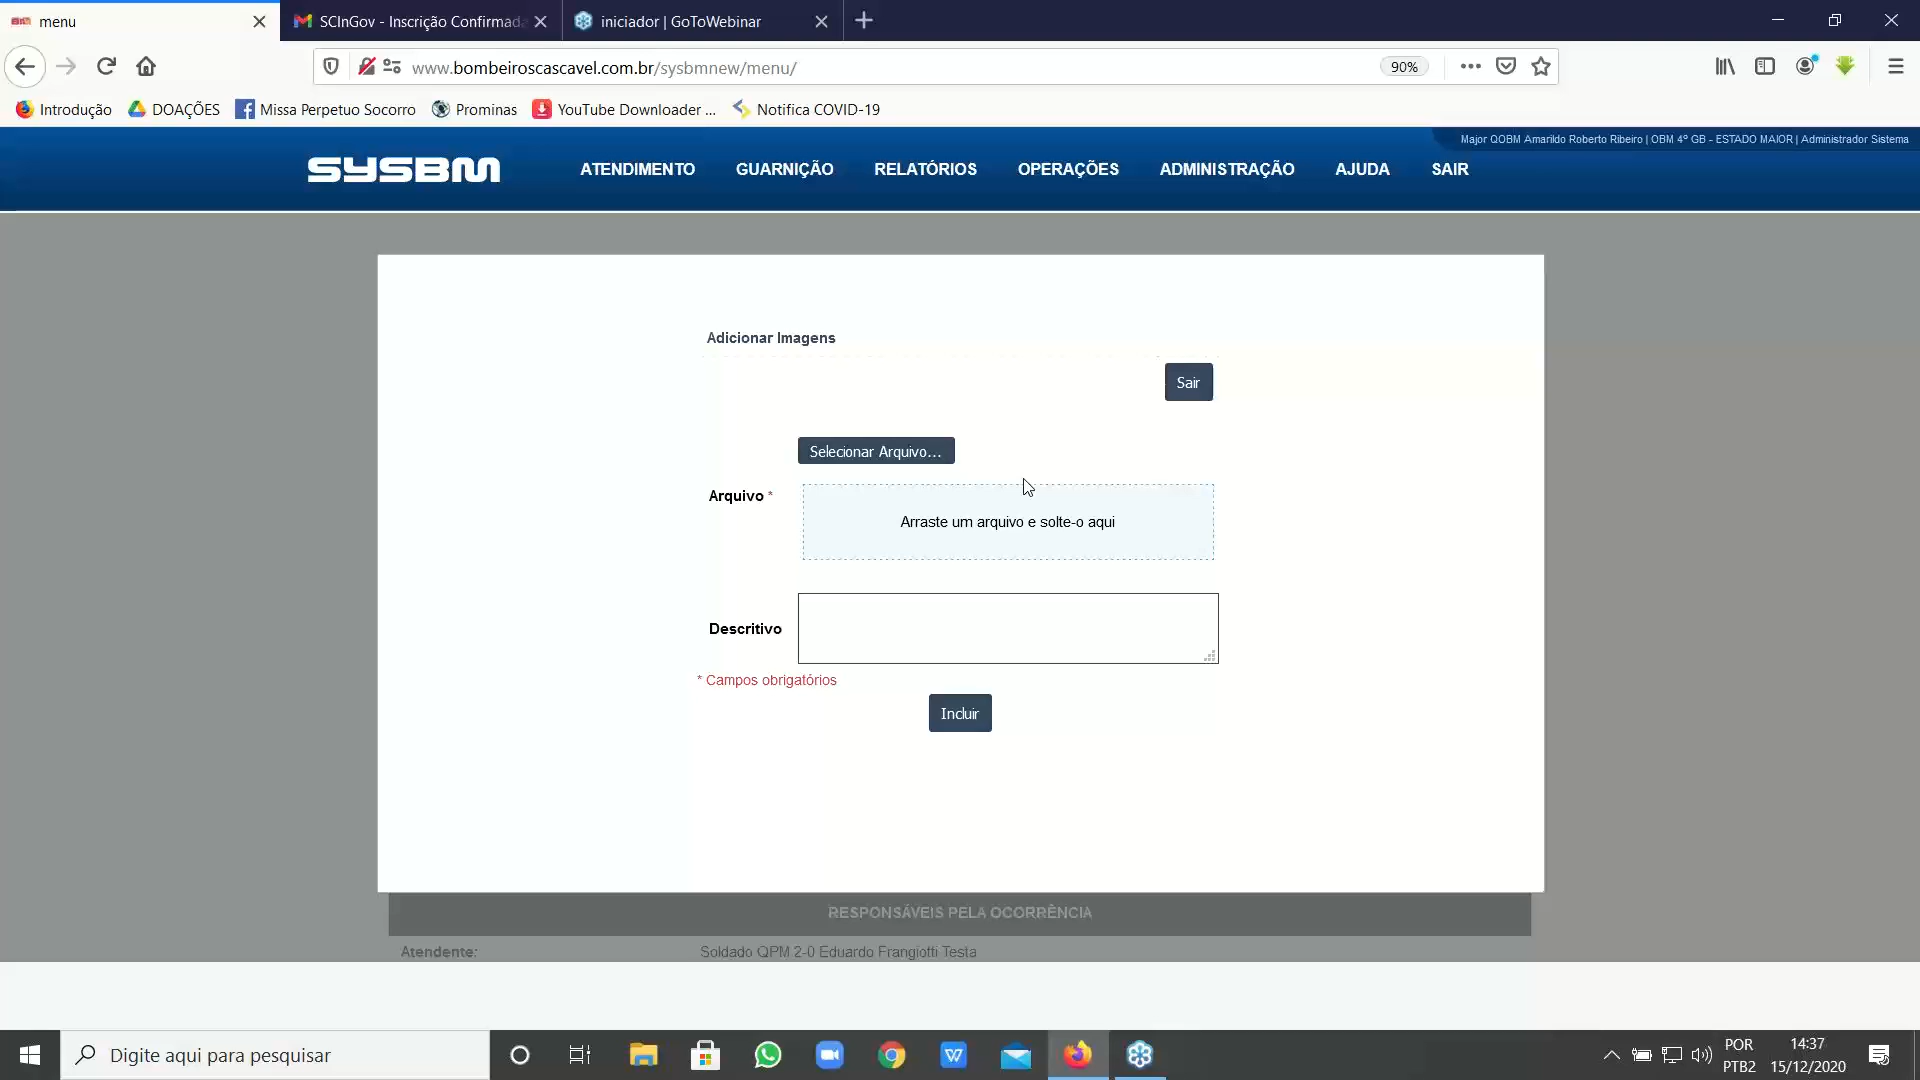 menu
SCInGov - Inscrição Confirmada
iniciador | GoToWebinar
www.bombeiroscascavel.com.br/sysbmnew/menu/
90%
Introdução
DOAÇÕES
Missa Perpetuo Socorro
Prominas
YouTube Downloader ...
Notifica COVID-19
Major QOBM Amarildo Roberto Ribeiro | OBM 4º GB - ESTADO MAIOR | Administrador Sistema
SYSBM
ATENDIMENTO
GUARNIÇÃO
RELATÓRIOS
OPERAÇÕES
ADMINISTRAÇÃO
AJUDA
SAIR
Adicionar Imagens
Sair
Selecionar Arquivo...
Arquivo *
Arraste um arquivo e solte-o aqui
Descritivo
* Campos obrigatórios
Incluir
RESPONSÁVEIS PELA OCORRÊNCIA
Atendente: Soldado QPM 2-0 Eduardo Frangiotti Testa
Digite aqui para pesquisar
POR
PTB2
14:37
15/12/2020